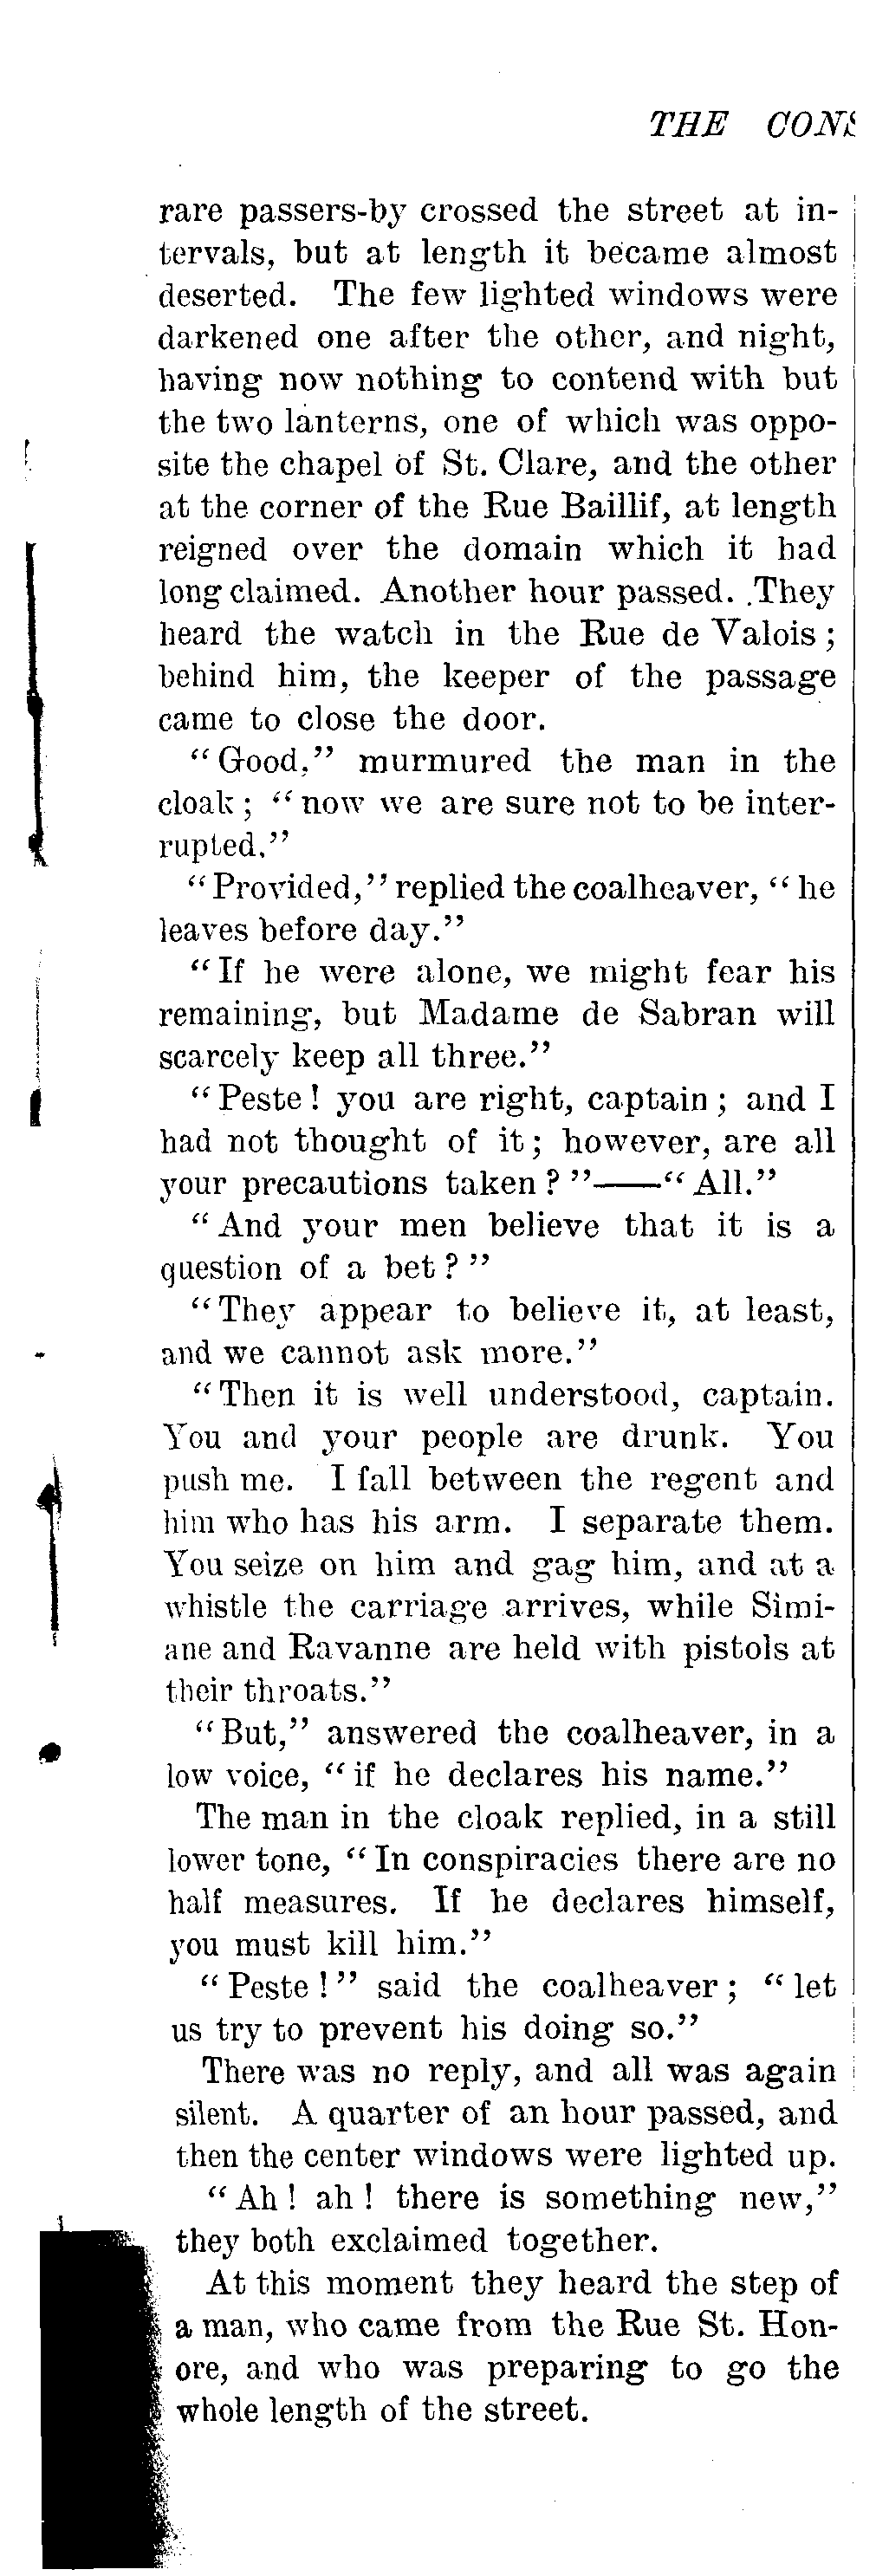 THE CONS
rare passers-by crossed the street at in-
tervals, but at length it became almost
deserted. The few lighted windows were
darkened one after the other, and night,
having now nothing to contend with but
the two lanterns, one of which was oppo-
site the chapel of St. Clare, and the other
at the corner of the Rue Baillif, at length
reigned over the domain which it had
long claimed. Another hour passed. They
heard the watch in the Rue de Valois;
behind him, the keeper of the passage
came to close the door.
"Good," murmured the man in the
cloak; "now we are sure not to be inter-
rupted."
"Provided," replied the coalheaver, "he
leaves before day."
"If he were alone, we might fear his
remaining, but Madame de Sabran will
scarcely keep all three."
"Peste! you are right, captain; and I
had not thought of it; however, are all
your precautions taken?"——"All."
"And your men believe that it is a
question of a bet?"
"They appear to believe it, at least,
and we cannot ask more."
"Then it is well understood, captain.
You and your people are drunk. You
push me. I fall between the regent and
him who has his arm. I separate them.
You seize on him and gag him, and at a
whistle the carriage arrives, while Simi-
ane and Ravanne are held with pistols at
their throats."
"But," answered the coalheaver, in a
low voice, "if he declares his name."
The man in the cloak replied, in a still
lower tone, "In conspiracies there are no
half measures. If he declares himself,
you must kill him."
"Peste!" said the coalheaver; "let
us try to prevent his doing so."
There was no reply, and all was again
silent. A quarter of an hour passed, and
then the center windows were lighted up.
"Ah! ah! there is something new,"
they both exclaimed together.
At this moment they heard the step of
a man, who came from the Rue St. Hon-
ore, and who was preparing to go the
whole length of the street.